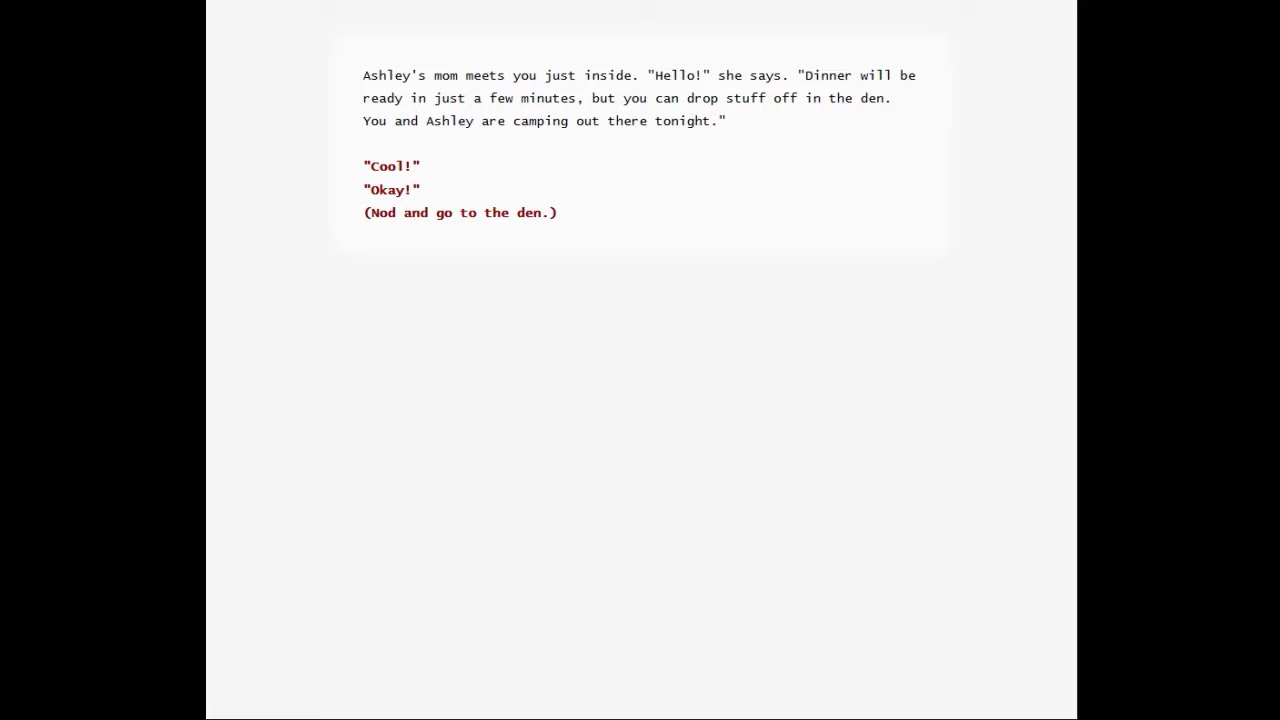 Ashley's mom meets you just inside. "Hello!" she says. "Dinner will be
ready in just a few minutes, but you can drop stuff off in the den.
You and Ashley are camping out there tonight."
"Cool!"
"Okay!"
(Nod and go to the den.)